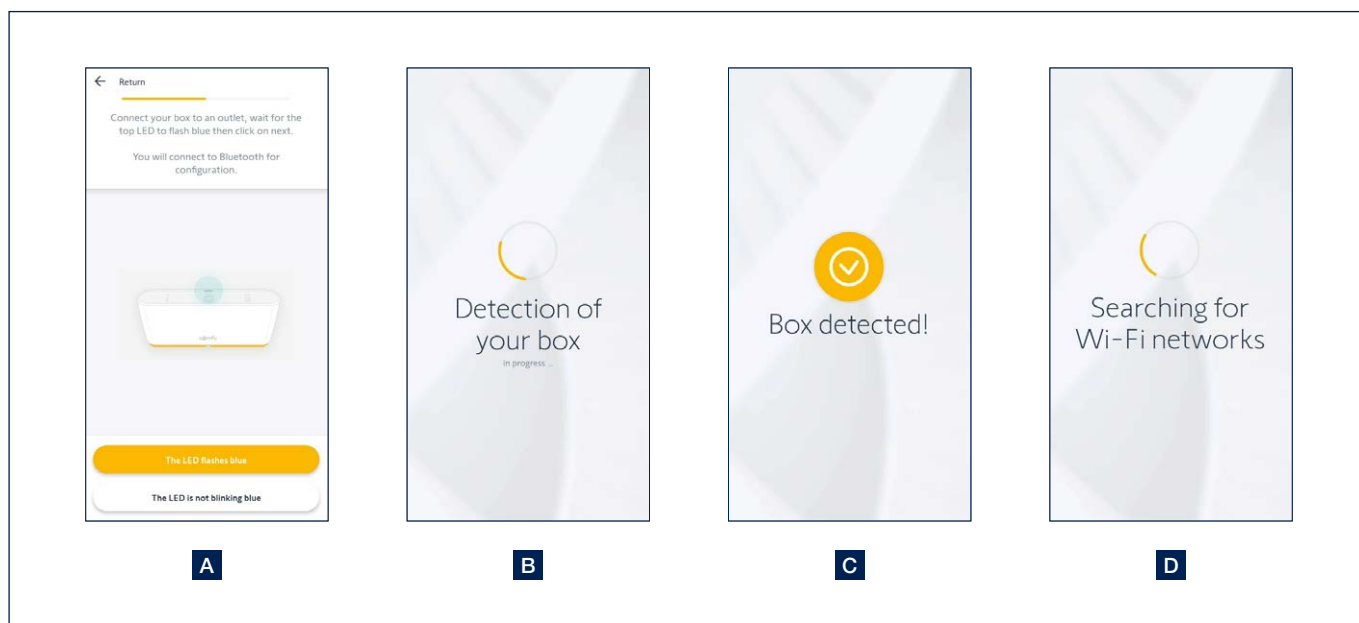 Return
Connect your box to an outlet, wait for the
top LED to flash blue then click on next.
You will connect to Bluetooth for
configuration.
somfy
The LED flashes blue
The LED is not blinking blue
A
Detection of
your box
in progress ...
B
Box detected!
C
Searching for
Wi-Fi networks
D